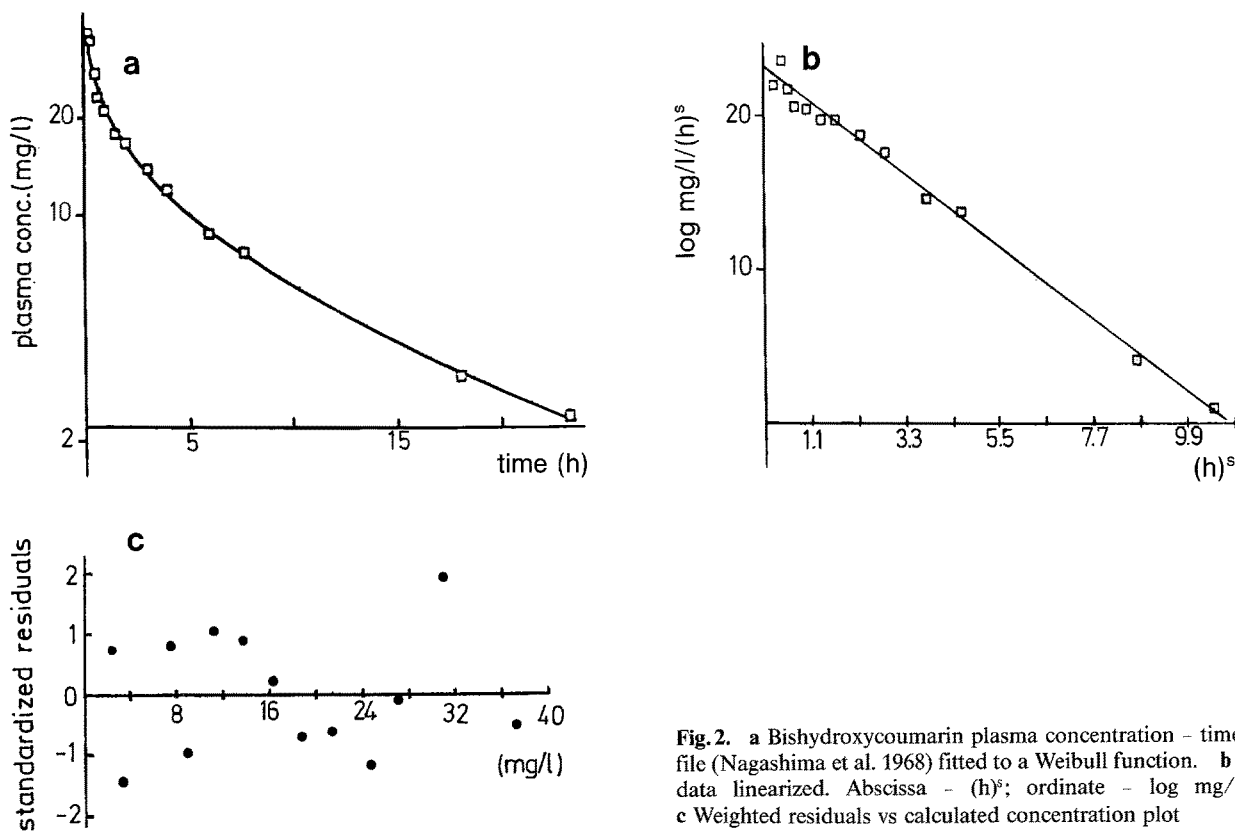 a
20
10
2
5
15
time (h)
plasma conc.(mg/l)
b
20
10
1.1
3.3
5.5
7.7
9.9
(h)s
log mg/l/(h)s
c
2
1
0
-1
-2
8
16
24
32
40
(mg/l)
standardized residuals
Fig. 2. a Bishydroxycoumarin plasma concentration – time
file (Nagashima et al. 1968) fitted to a Weibull function. b
data linearized. Abscissa – (h)s; ordinate – log mg/
c Weighted residuals vs calculated concentration plot